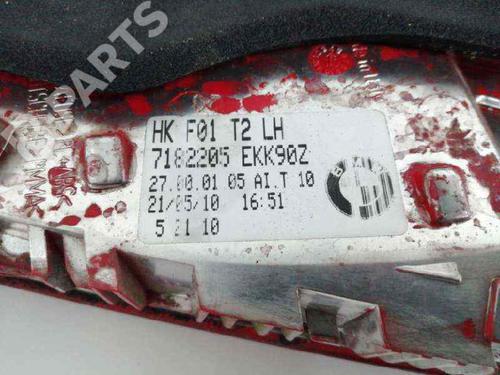 PARTS
HK F01 T2 LH
7182205 EKK90Z
27.00.01 05 AI.T 10
21/05/10 16:51
5 21 10